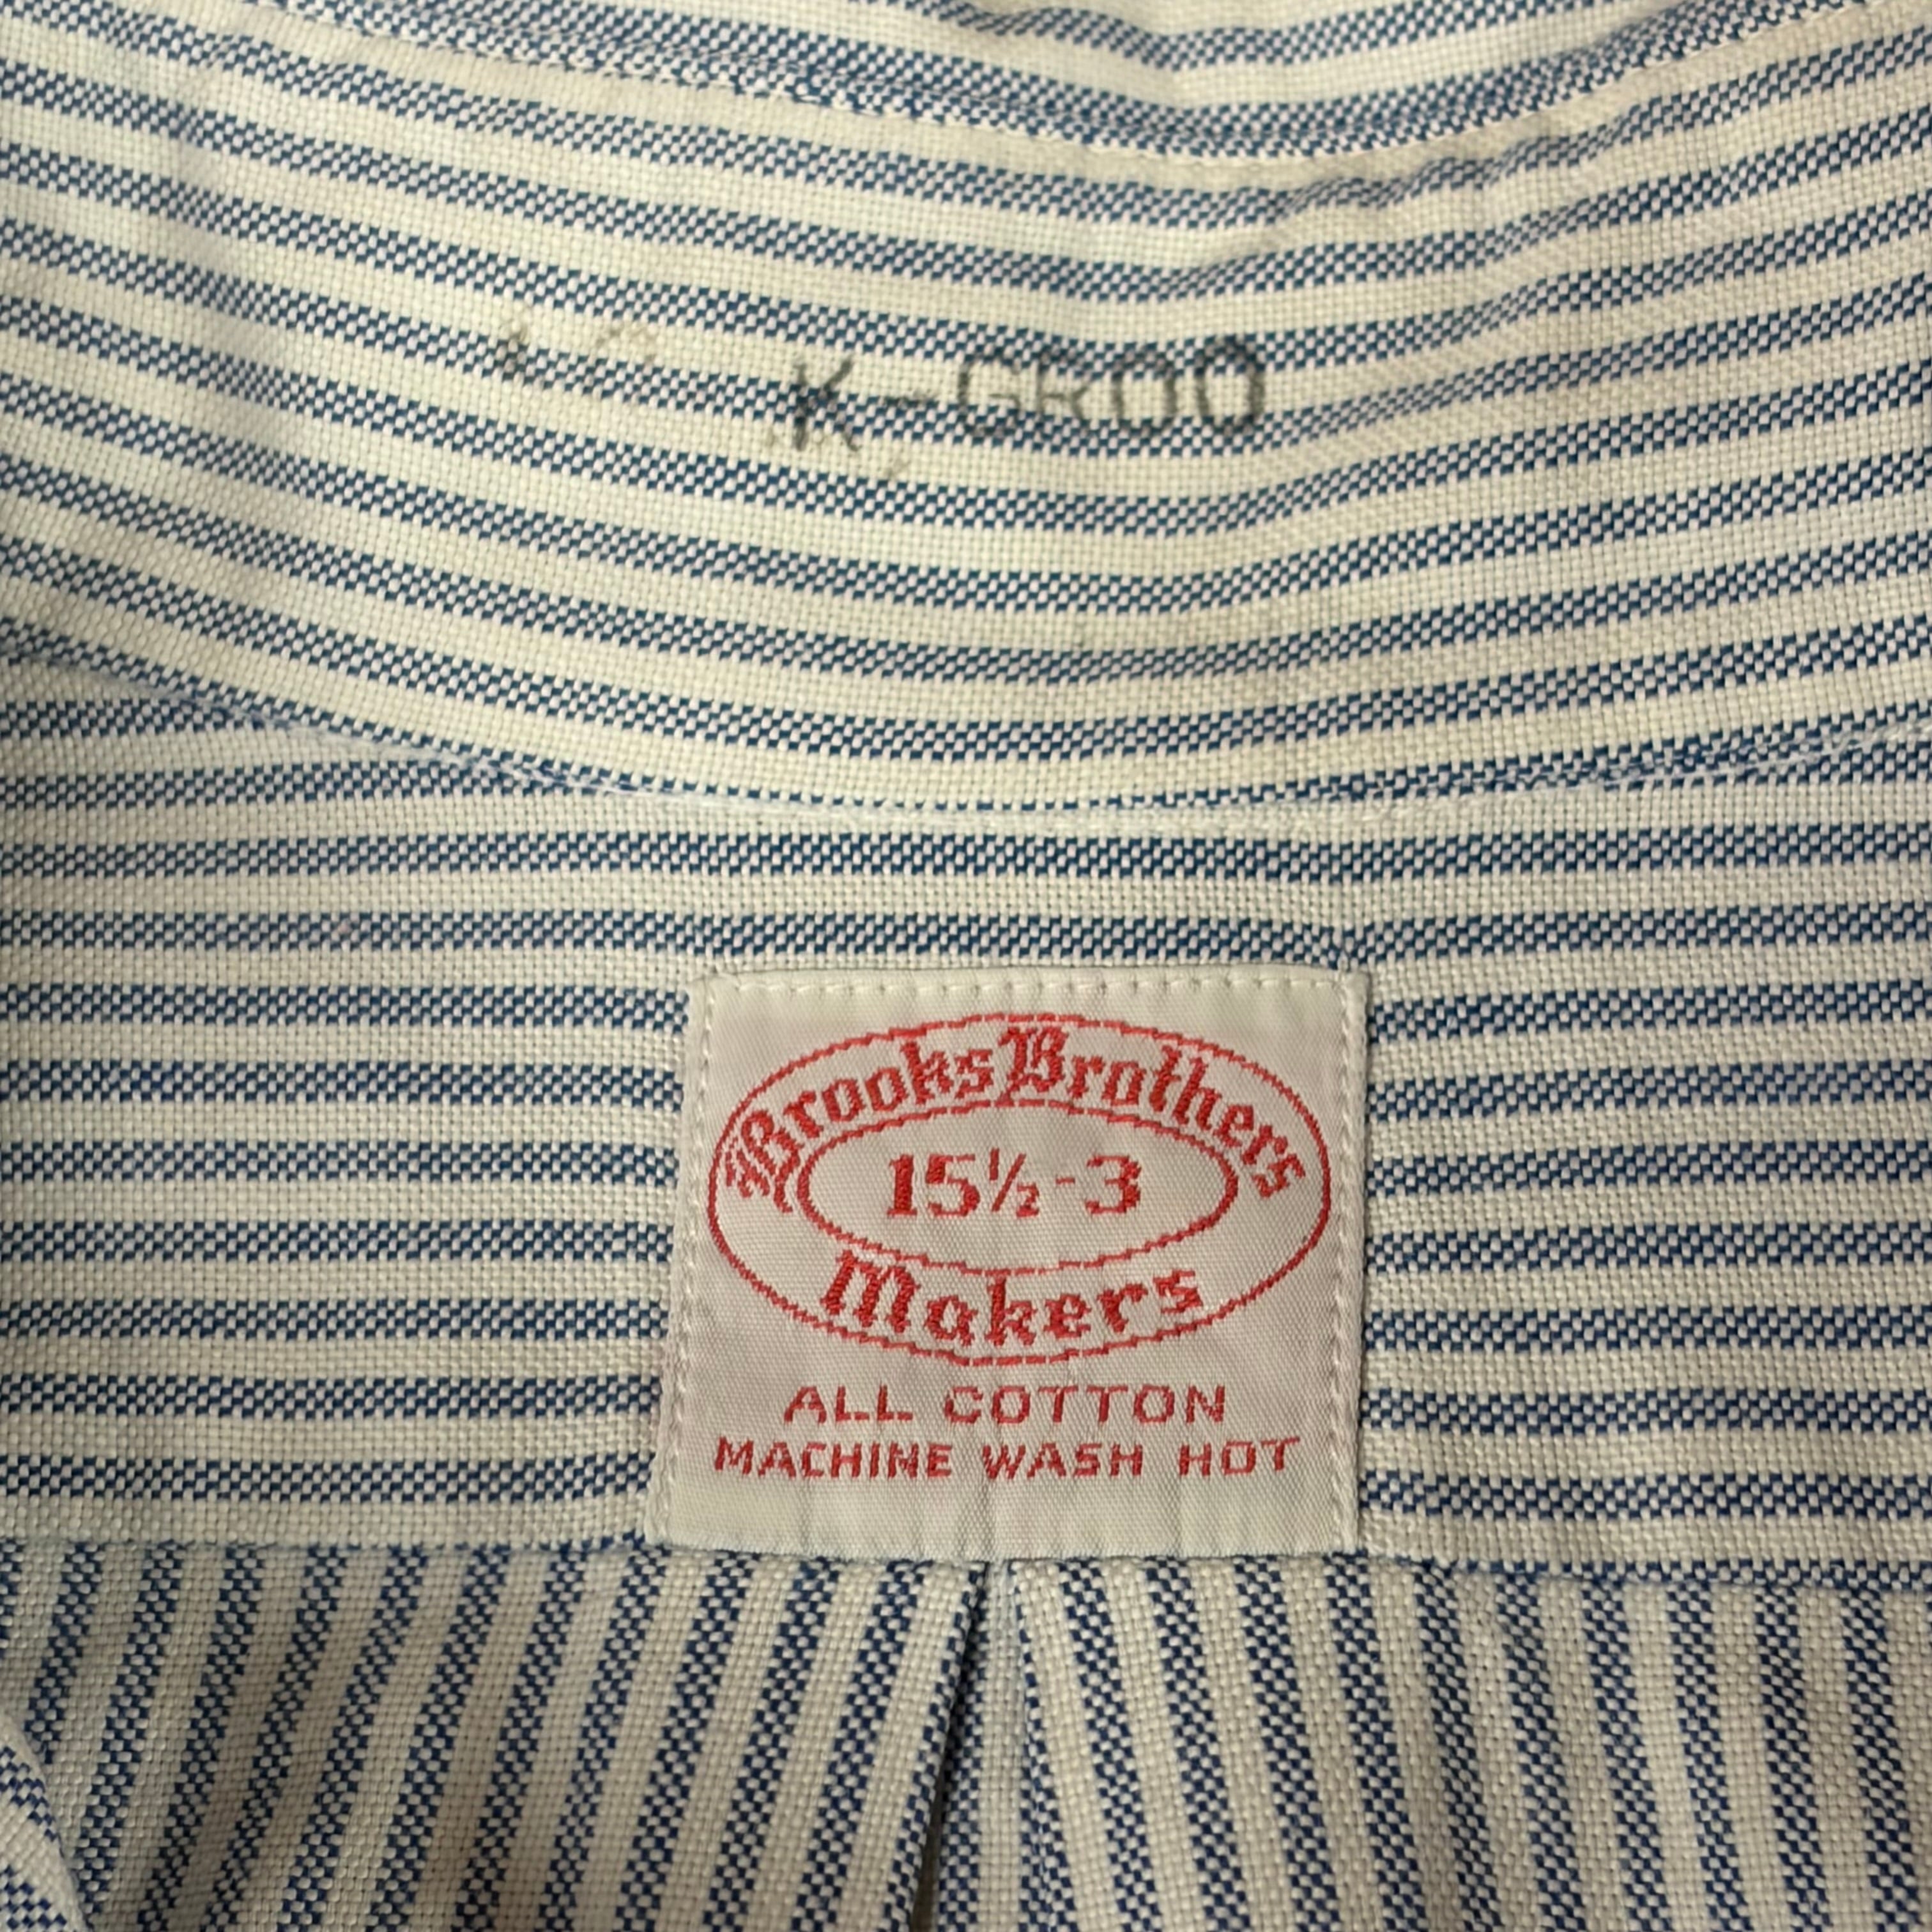 K-GROO
Brooks Brothers
15½-3
Makers
ALL COTTON
MACHINE WASH HOT